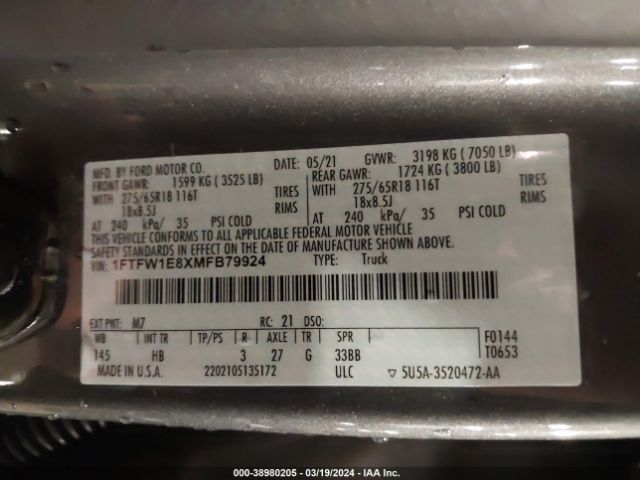 MFD. BY FORD MOTOR CO. DATE: 05/21 GVWR: 3198 KG ( 7050 LB)
FRONT GAWR: 1599 KG ( 3525 LB) REAR GAWR: 1724 KG ( 3800 LB)
WITH 275/65R18 116T TIRES WITH 275/65R18 116T TIRES
18x8.5J RIMS 18x8.5J RIMS
AT 240 kPa/ 35 PSI COLD AT 240 kPa/ 35 PSI COLD
THIS VEHICLE CONFORMS TO ALL APPLICABLE FEDERAL MOTOR VEHICLE
SAFETY STANDARDS IN EFFECT ON THE DATE OF MANUFACTURE SHOWN ABOVE.
VIN: 1FTFW1E8XMFB79924 TYPE: Truck
EXT PNT: M7 RC: 21 DSO:
WB INT TR TP/PS R AXLE TR SPR F0144
145 HB 3 27 G 33BB T0653
MADE IN U.S.A. 2202105135172 ULC ▽ 5U5A-3520472-AA
000-38980205 - 03/19/2024 - IAA Inc.